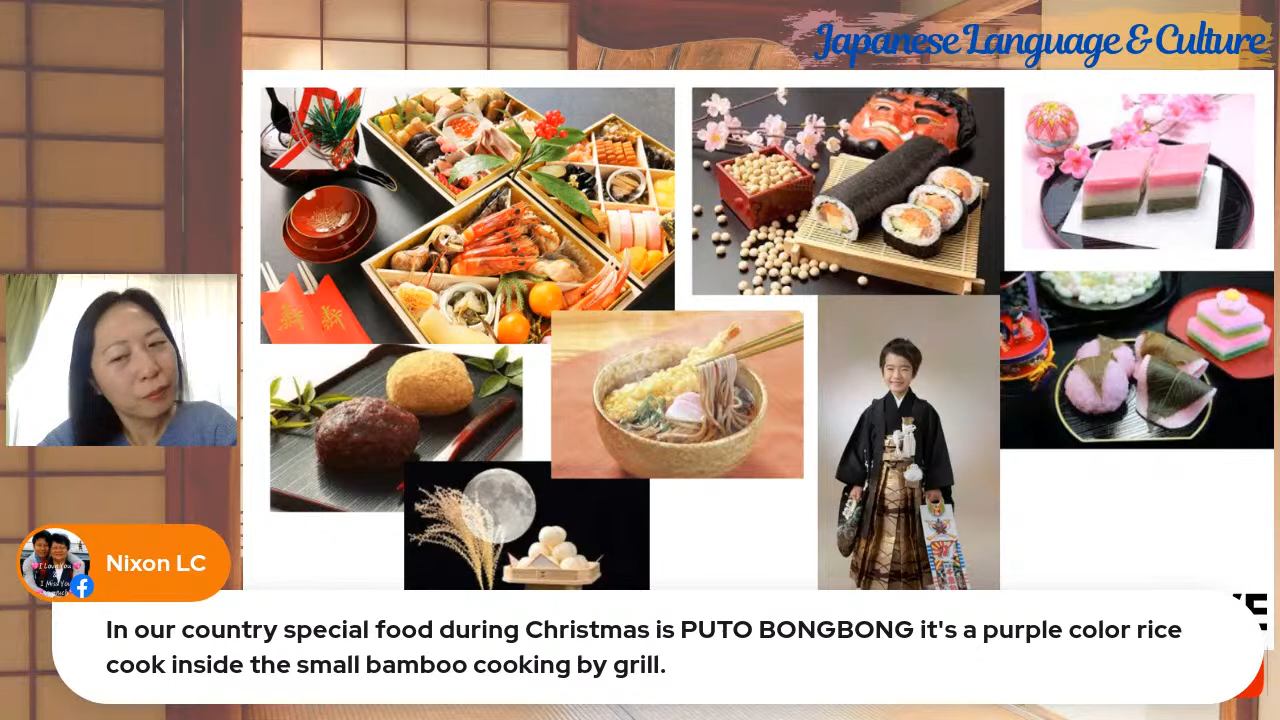 Japanese Language & Culture
Nixon LC
In our country special food during Christmas is PUTO BONGBONG it's a purple color rice
cook inside the small bamboo cooking by grill.